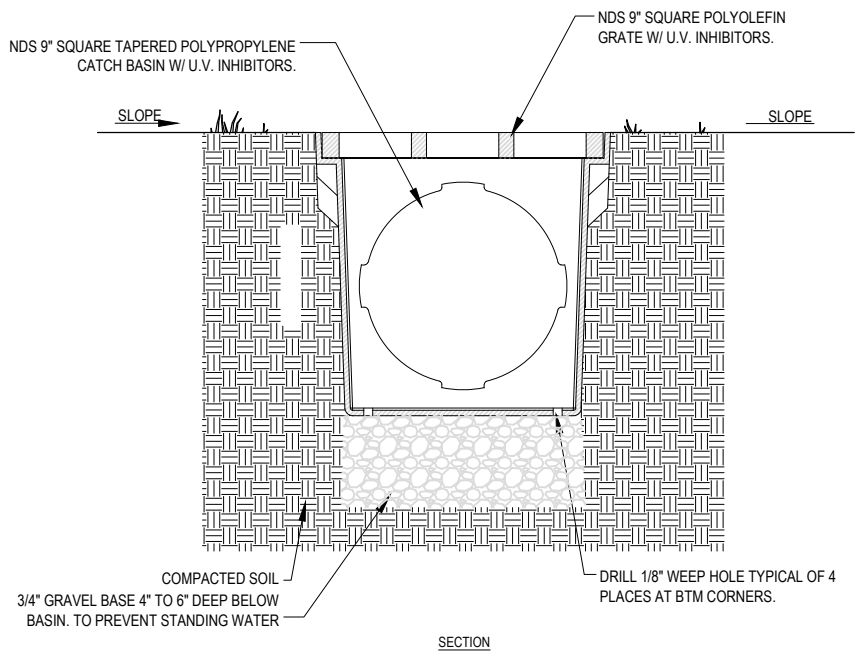 NDS 9" SQUARE POLYOLEFIN
GRATE W/ U.V. INHIBITORS.
NDS 9" SQUARE TAPERED POLYPROPYLENE
CATCH BASIN W/ U.V. INHIBITORS.
SLOPE
SLOPE
COMPACTED SOIL
3/4" GRAVEL BASE 4" TO 6" DEEP BELOW
BASIN. TO PREVENT STANDING WATER
DRILL 1/8" WEEP HOLE TYPICAL OF 4
PLACES AT BTM CORNERS.
SECTION